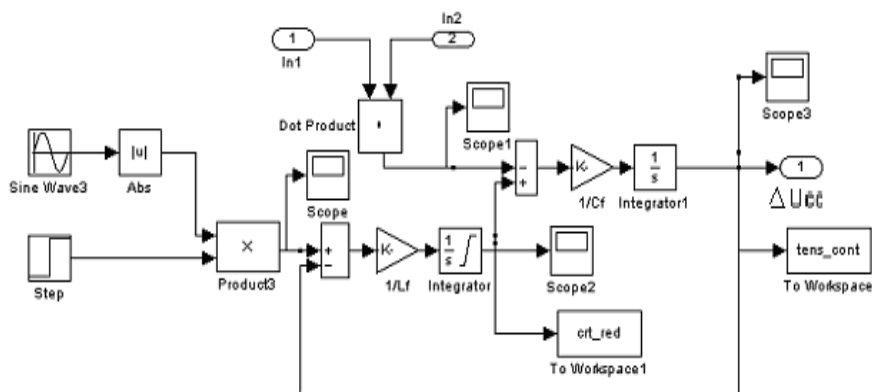 In2
1
2
In1
Dot Product
Scope1
Scope3
|u|
Sine Wave3
Abs
Scope
-
+
K-
1
s
1
1/Cf
Integrator1
Δ Učč
Step
×
Product3
+
-
K-
1
s
1/Lf
Integrator
Scope2
tens_cont
To Workspace
crt_red
To Workspace1